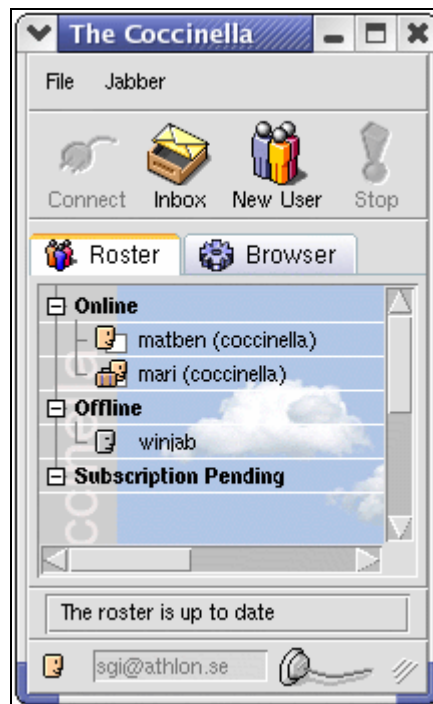 The Coccinella
File Jabber
Connect Inbox New User Stop
Roster Browser
Online
matben (coccinella)
mari (coccinella)
Offline
winjab
Subscription Pending
The roster is up to date
sgi@athlon.se